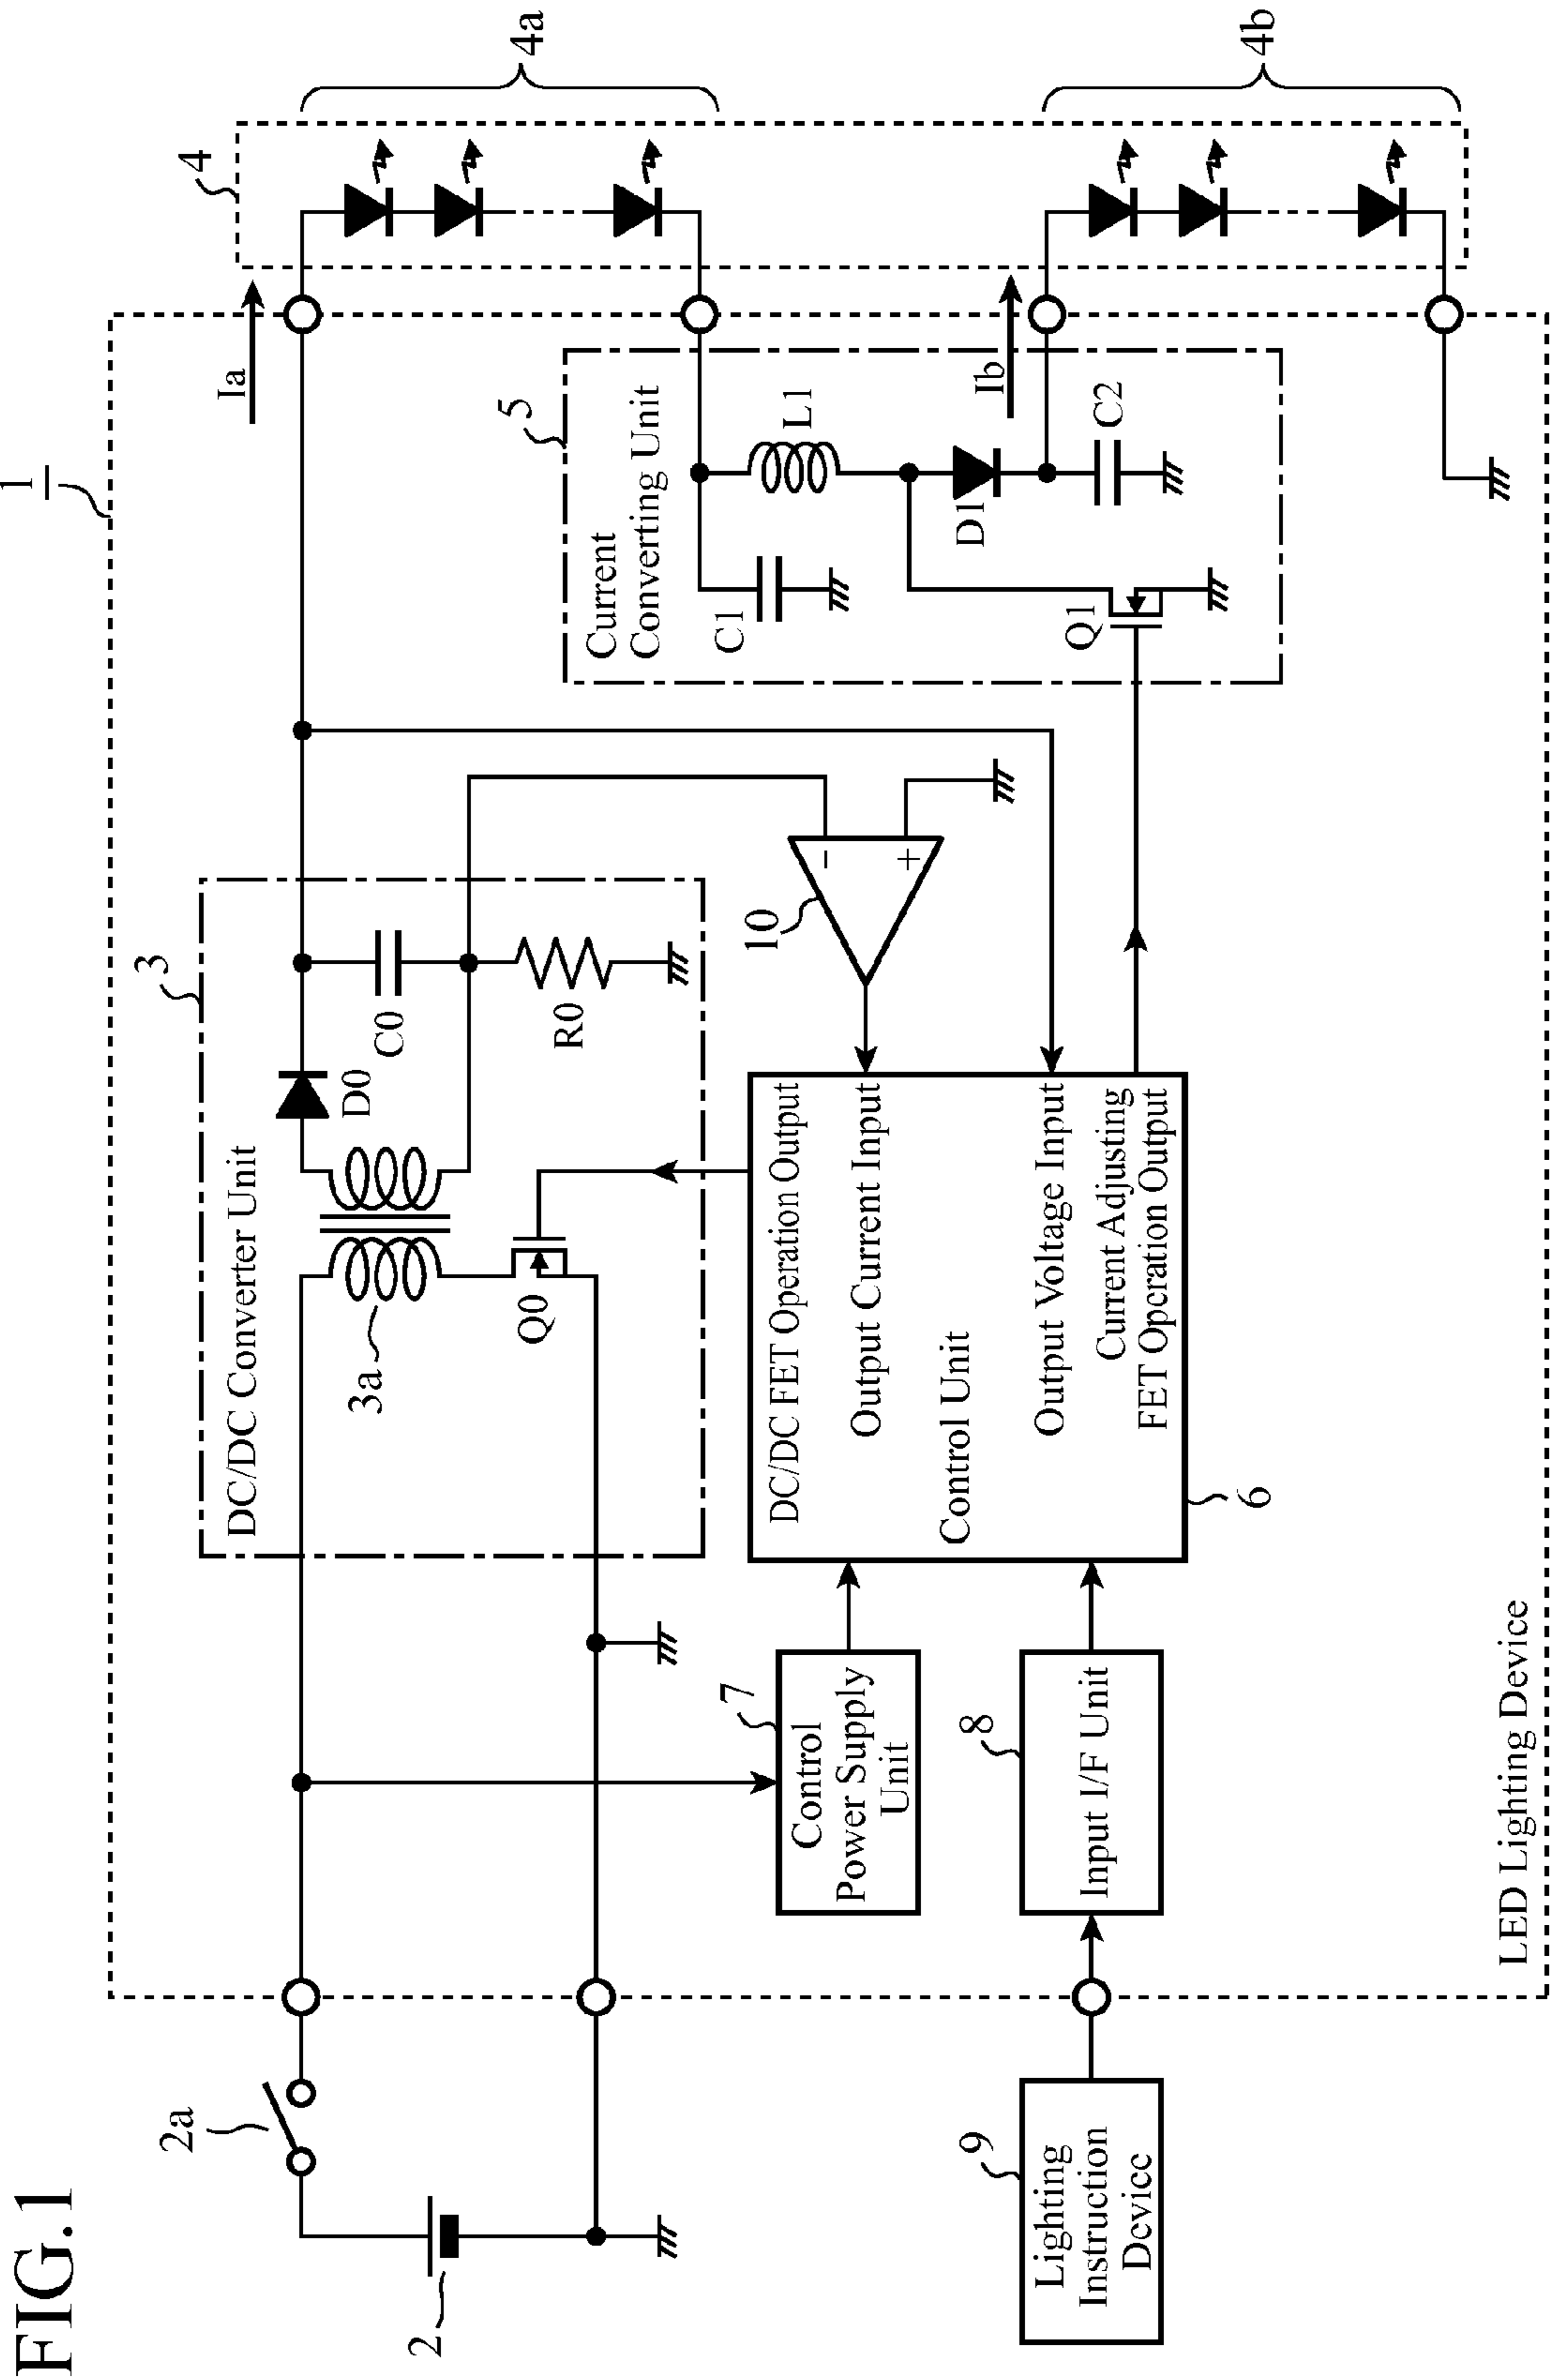 FIG.1
1
LED Lighting Device
2
2a
3
DC/DC Converter Unit
3a
D0
C0
R0
Q0
Ia
4
4a
4b
5
Current
Converting Unit
C1
L1
D1
Ib
C2
Q1
10
-
+
DC/DC FET Operation Output
Output Current Input
Control Unit
Output Voltage Input
Current Adjusting
FET Operation Output
6
7
Control
Power Supply
Unit
8
Input I/F Unit
9
Lighting
Instruction
Device